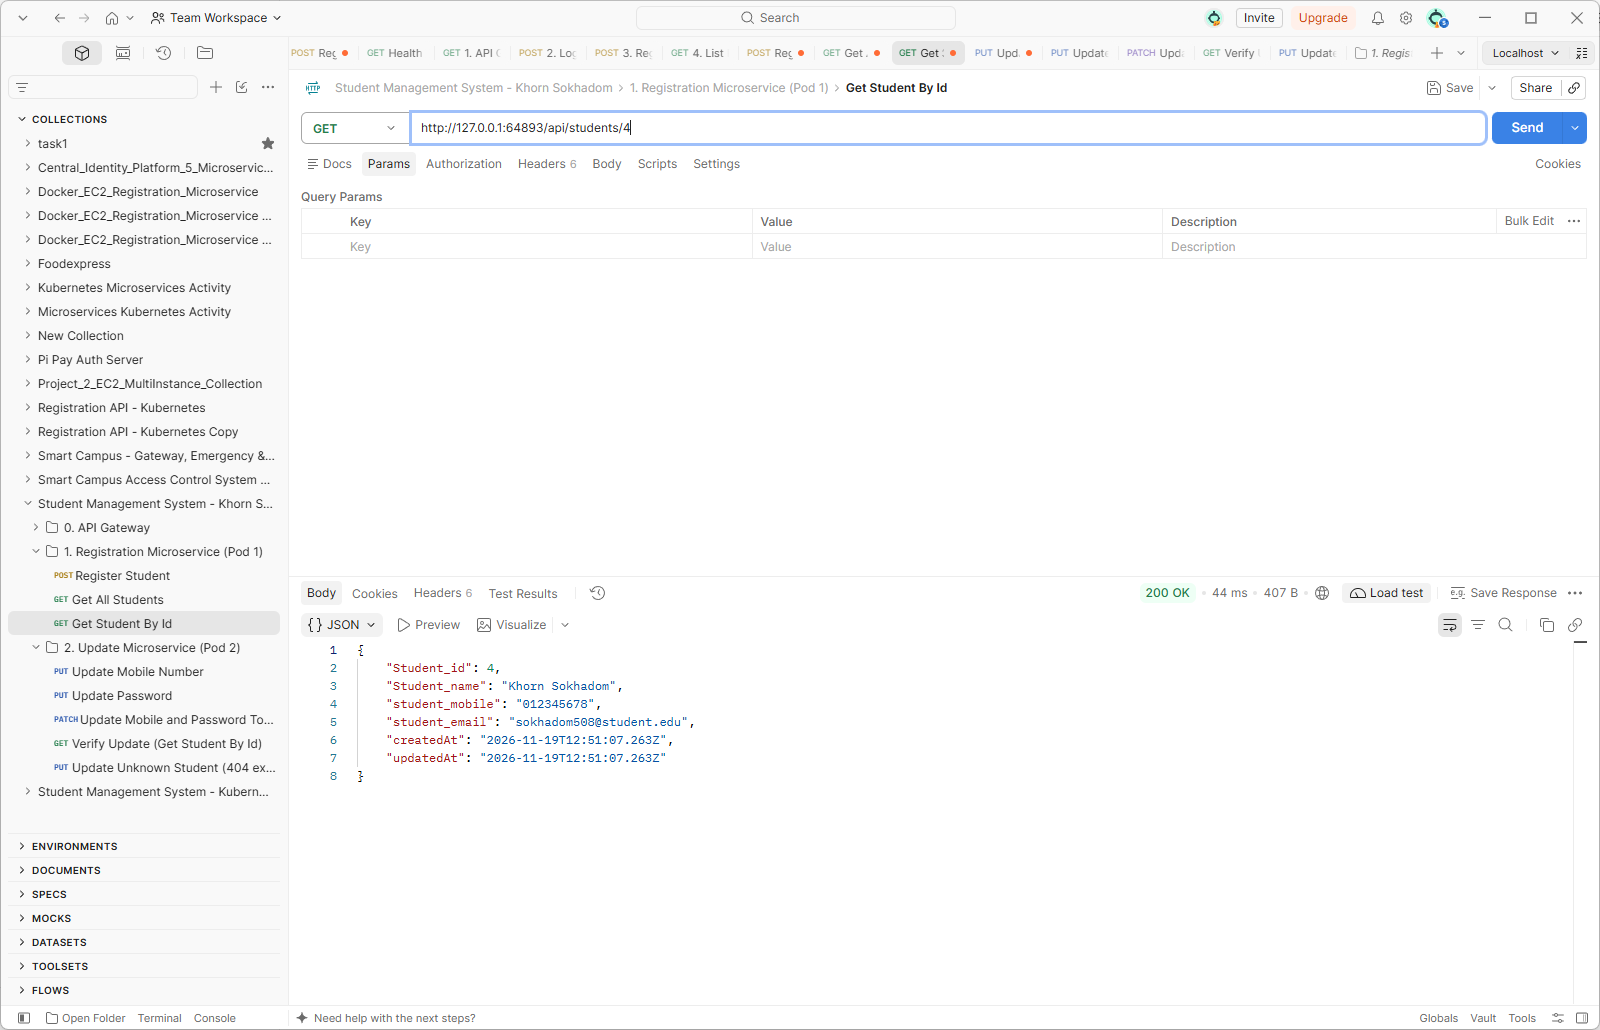 Team Workspace
Search
Invite
Upgrade
POST Reg
GET Health
GET 1. API
POST 2. Log
POST 3. Re
GET 4. List
POST Reg
GET Get
GET Get
PUT Upd
PUT Update
PATCH Upd
GET Verify
PUT Update
1. Regis
Localhost
COLLECTIONS
task1
Central_Identity_Platform_5_Microservic...
Docker_EC2_Registration_Microservice
Docker_EC2_Registration_Microservice ...
Docker_EC2_Registration_Microservice ...
Foodexpress
Kubernetes Microservices Activity
Microservices Kubernetes Activity
New Collection
Pi Pay Auth Server
Project_2_EC2_MultiInstance_Collection
Registration API - Kubernetes
Registration API - Kubernetes Copy
Smart Campus - Gateway, Emergency &...
Smart Campus Access Control System ...
Student Management System - Khorn S...
0. API Gateway
1. Registration Microservice (Pod 1)
POST Register Student
GET Get All Students
GET Get Student By Id
2. Update Microservice (Pod 2)
PUT Update Mobile Number
PUT Update Password
PATCH Update Mobile and Password To...
GET Verify Update (Get Student By Id)
PUT Update Unknown Student (404 ex...
Student Management System - Kubern...
ENVIRONMENTS
DOCUMENTS
SPECS
MOCKS
DATASETS
TOOLSETS
FLOWS
HTTP Student Management System - Khorn Sokhadom > 1. Registration Microservice (Pod 1) > Get Student By Id
Save
Share
GET
http://127.0.0.1:64893/api/students/4
Send
Docs Params Authorization Headers 6 Body Scripts Settings
Cookies
Query Params
Key Value Description Bulk Edit
Key Value Description
Body Cookies Headers 6 Test Results
200 OK • 44 ms • 407 B
Load test
e.g. Save Response
{} JSON
Preview
Visualize
1 {
2 "Student_id": 4,
3 "Student_name": "Khorn Sokhadom",
4 "student_mobile": "012345678",
5 "student_email": "sokhadom508@student.edu",
6 "createdAt": "2026-11-19T12:51:07.263Z",
7 "updatedAt": "2026-11-19T12:51:07.263Z"
8 }
Open Folder Terminal Console
Need help with the next steps?
Globals Vault Tools